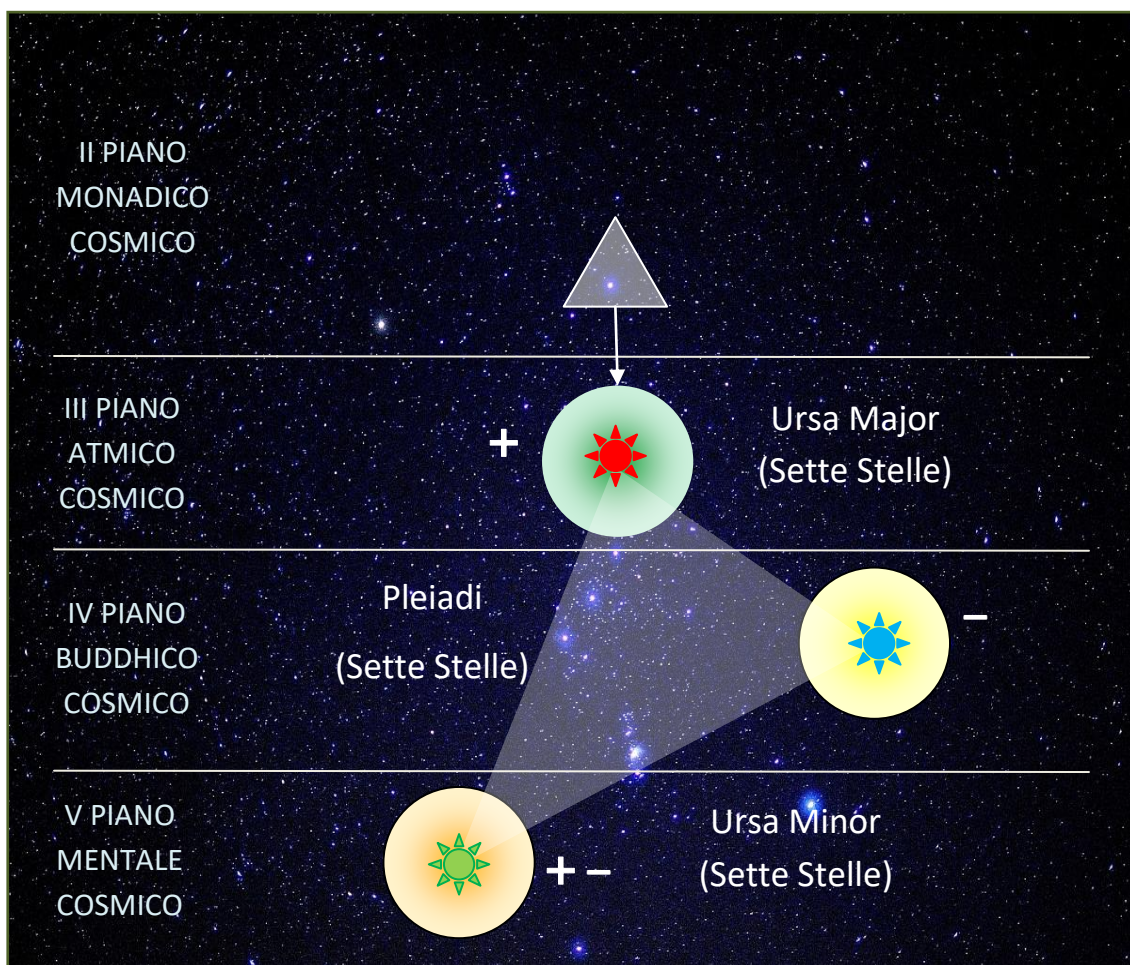 II PIANO
MONADICO
COSMICO
III PIANO
ATMICO
COSMICO
+
Ursa Major
(Sette Stelle)
IV PIANO
BUDDHICO
COSMICO
Pleiadi
(Sette Stelle)
–
V PIANO
MENTALE
COSMICO
+ –
Ursa Minor
(Sette Stelle)